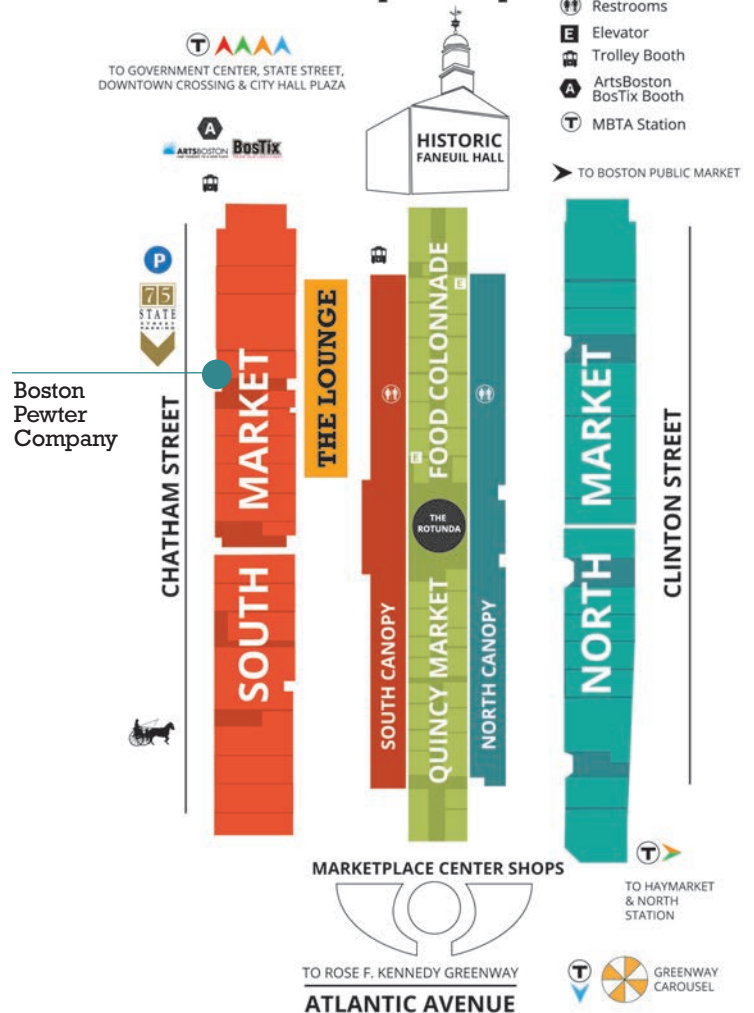 Restrooms
E Elevator
Trolley Booth
A ArtsBoston
BosTix Booth
T MBTA Station
TO BOSTON PUBLIC MARKET
T
TO GOVERNMENT CENTER, STATE STREET,
DOWNTOWN CROSSING & CITY HALL PLAZA
A
ARTSBOSTON
BosTix
HISTORIC
FANEUIL HALL
P
75
STATE
Boston
Pewter
Company
CHATHAM STREET
SOUTH MARKET
THE LOUNGE
SOUTH CANOPY
E
E
FOOD COLONNADE
THE
ROTUNDA
QUINCY MARKET
NORTH CANOPY
NORTH MARKET
CLINTON STREET
MARKETPLACE CENTER SHOPS
T
TO HAYMARKET
& NORTH
STATION
TO ROSE F. KENNEDY GREENWAY
ATLANTIC AVENUE
T
GREENWAY
CAROUSEL